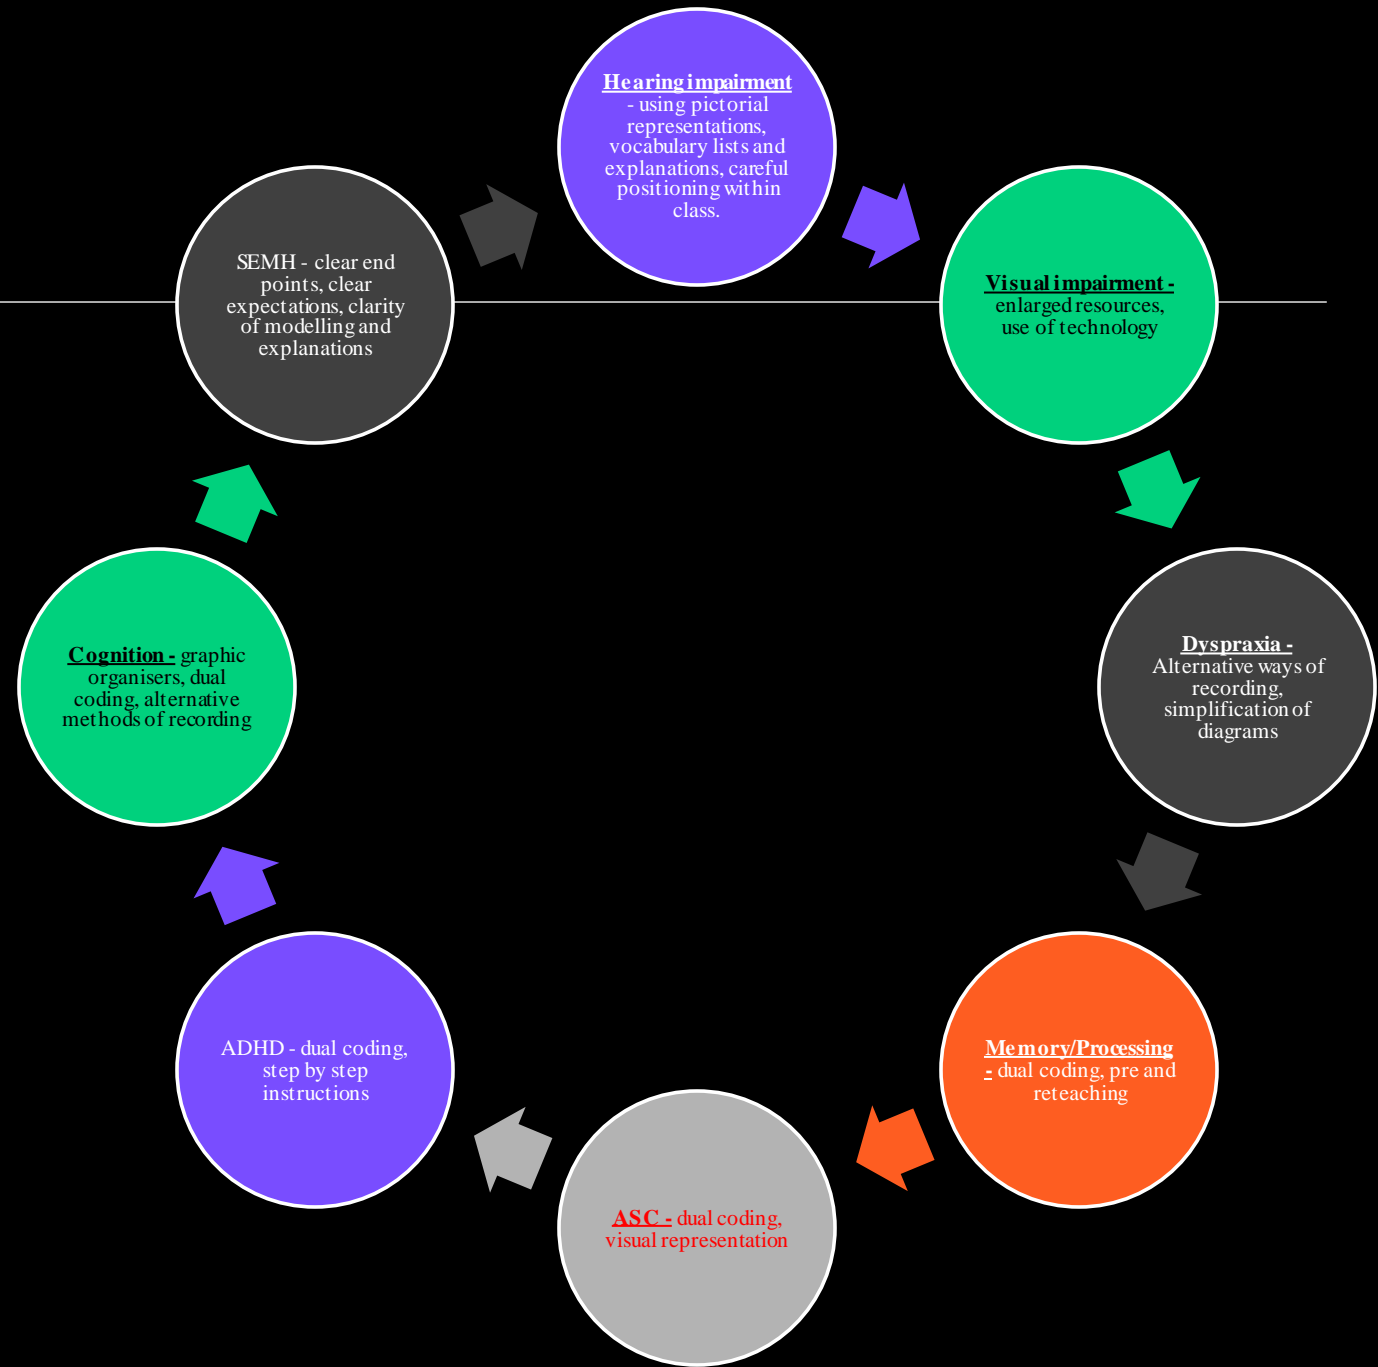 Hearing impairment
- using pictorial
representations,
vocabulary lists and
explanations, careful
positioning within
class.
Visual impairment -
enlarged resources,
use of technology
Dyspraxia -
Alternative ways of
recording,
simplification of
diagrams
Memory/Processing
- dual coding, pre and
reteaching
ASC - dual coding,
visual representation
ADHD - dual coding,
step by step
instructions
Cognition - graphic
organisers, dual
coding, alternative
methods of recording
SEMH - clear end
points, clear
expectations, clarity
of modelling and
explanations